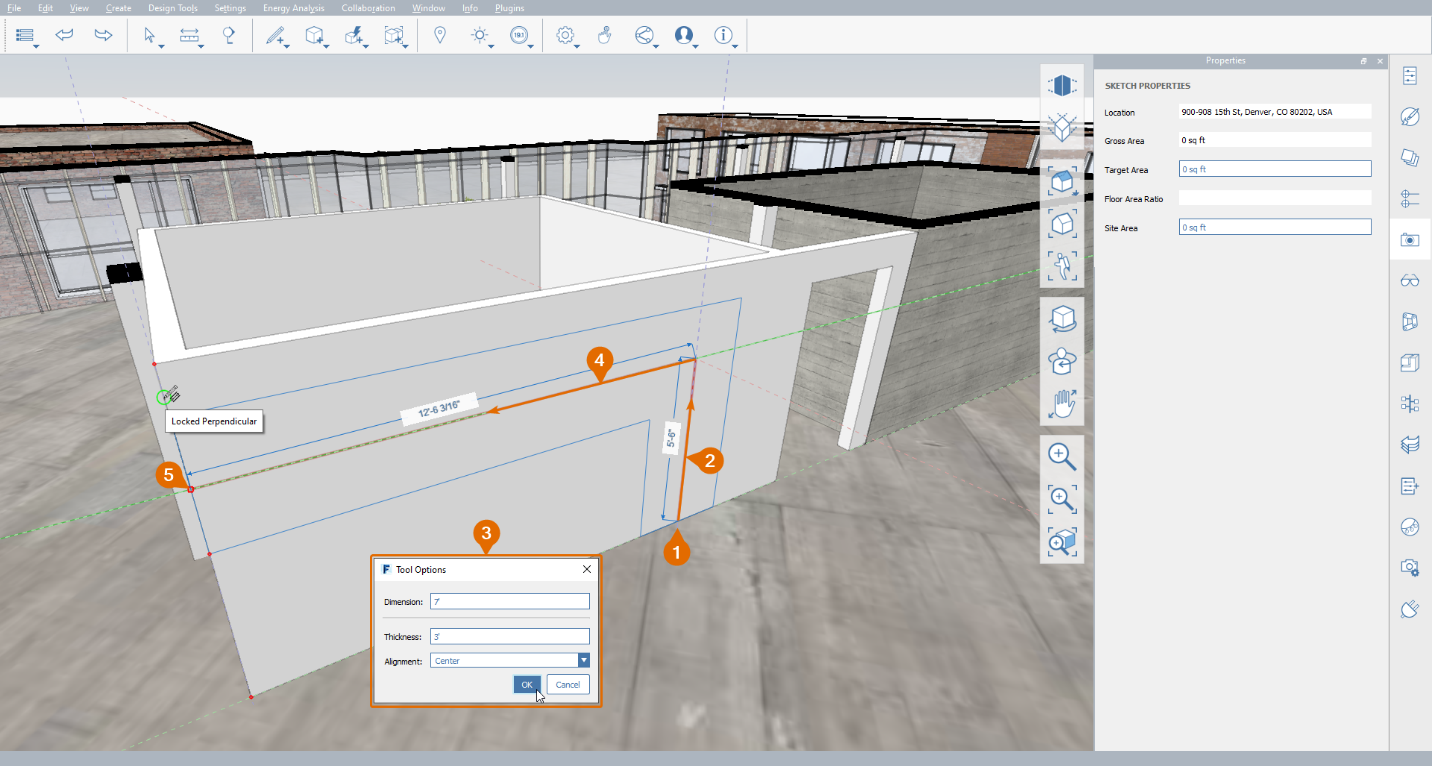 File Edit View Create Design Tools Settings Energy Analysis Collaboration Window Info Plugins
Properties
SKETCH PROPERTIES
Location 900-908 15th St, Denver, CO 80202, USA
Gross Area 0 sq ft
Target Area 0 sq ft
Floor Area Ratio
Site Area 0 sq ft
4
12'-6 3/16"
Locked Perpendicular
5'-6"
2
5
3
1
F Tool Options
Dimension: 7'
Thickness: 3'
Alignment: Center
OK Cancel